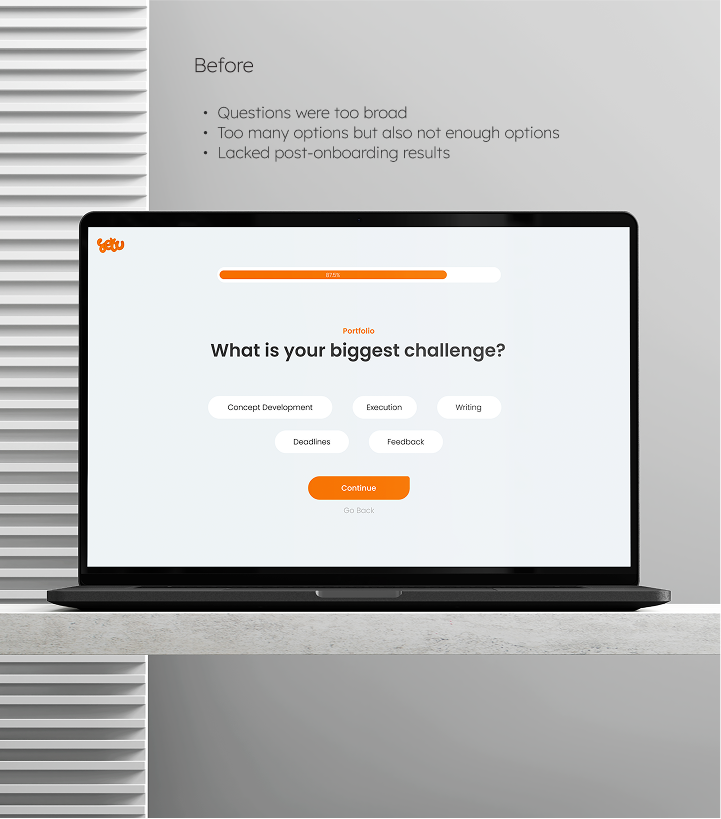 Before
• Questions were too broad
• Too many options but also not enough options
• Lacked post-onboarding results
87.5%
Portfolio
What is your biggest challenge?
Concept Development Execution Writing
Deadlines Feedback
Continue
Go Back